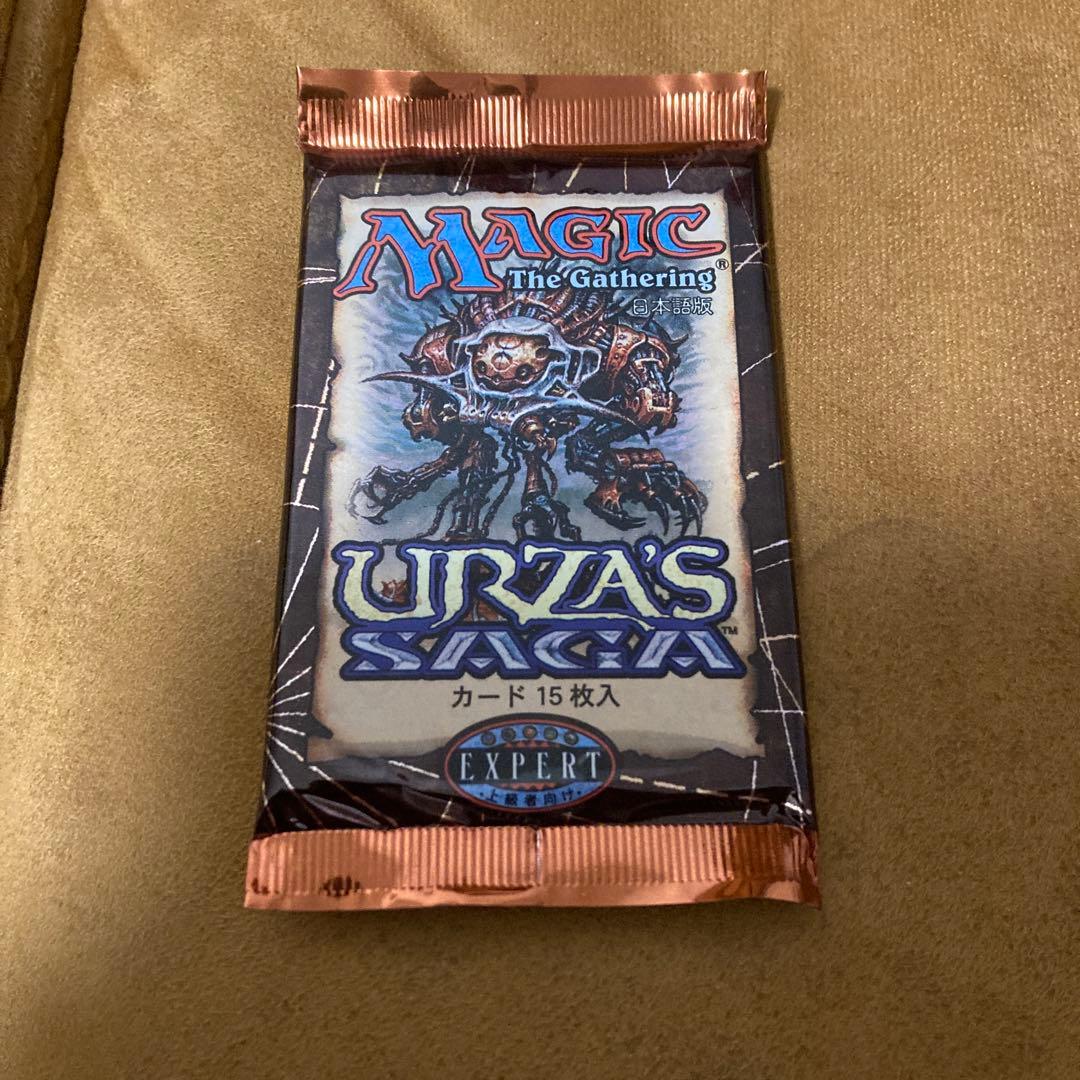 MAGIC
The Gathering®
日本語版
URZA'S
SAGA™
カード 15 枚入
EXPERT
・上級者向け・